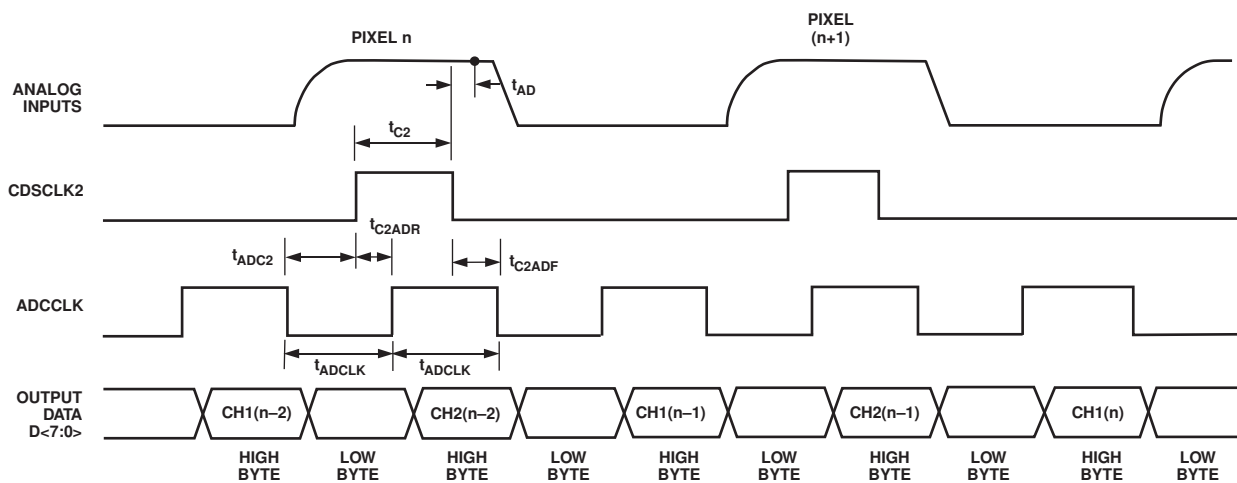 PIXEL n
PIXEL
(n+1)
ANALOG
INPUTS
tAD
tC2
CDSCLK2
tC2ADR
tADC2
tC2ADF
ADCCLK
tADCLK
tADCLK
OUTPUT
DATA
D<7:0>
CH1(n–2)
CH2(n–2)
CH1(n–1)
CH2(n–1)
CH1(n)
HIGH
BYTE
LOW
BYTE
HIGH
BYTE
LOW
BYTE
HIGH
BYTE
LOW
BYTE
HIGH
BYTE
LOW
BYTE
HIGH
BYTE
LOW
BYTE